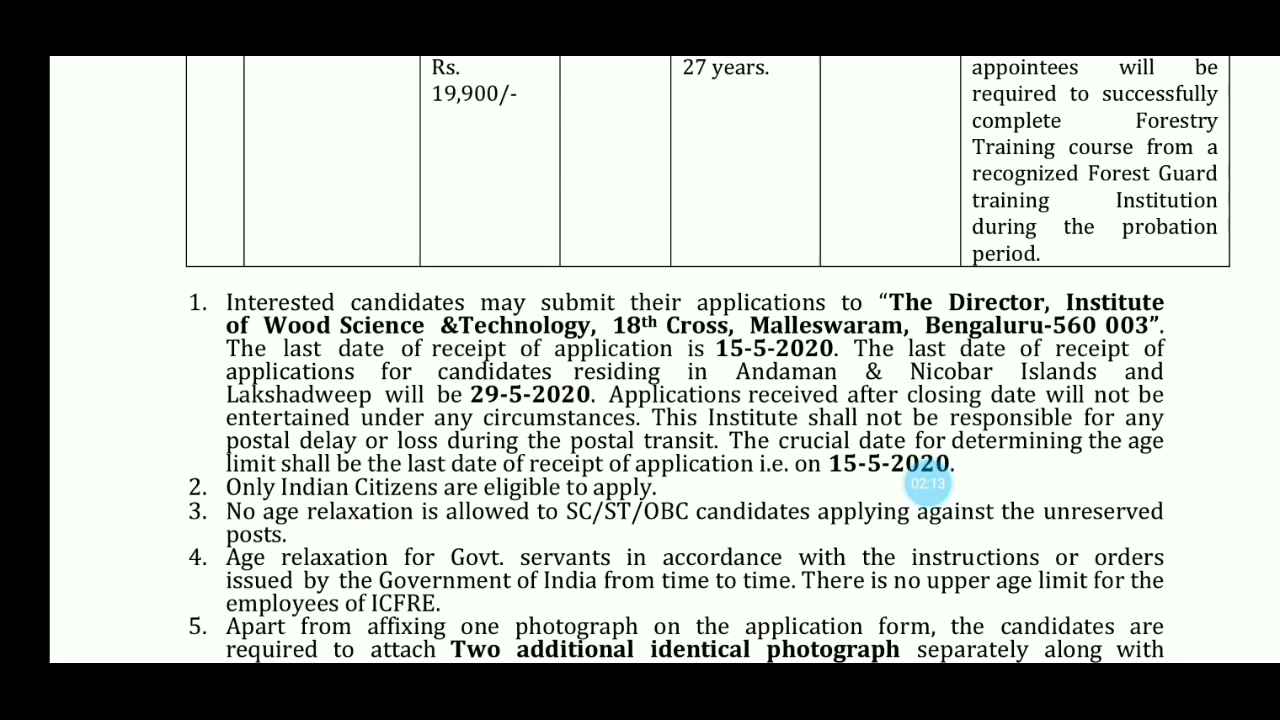 Rs.
19,900/-
27 years.
appointees will be
required to successfully
complete Forestry
Training course from a
recognized Forest Guard
training Institution
during the probation
period.
1. Interested candidates may submit their applications to “The Director, Institute
of Wood Science &Technology, 18th Cross, Malleswaram, Bengaluru-560 003”.
The last date of receipt of application is 15-5-2020. The last date of receipt of
applications for candidates residing in Andaman & Nicobar Islands and
Lakshadweep will be 29-5-2020. Applications received after closing date will not be
entertained under any circumstances. This Institute shall not be responsible for any
postal delay or loss during the postal transit. The crucial date for determining the age
limit shall be the last date of receipt of application i.e. on 15-5-2020.
02:13
2. Only Indian Citizens are eligible to apply.
3. No age relaxation is allowed to SC/ST/OBC candidates applying against the unreserved
posts.
4. Age relaxation for Govt. servants in accordance with the instructions or orders
issued by the Government of India from time to time. There is no upper age limit for the
employees of ICFRE.
5. Apart from affixing one photograph on the application form, the candidates are
required to attach Two additional identical photograph separately along with